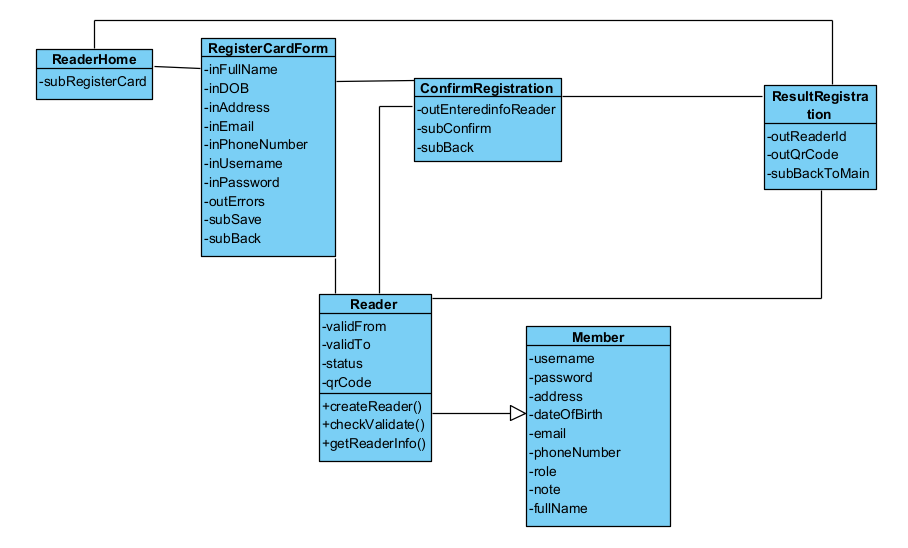 ReaderHome
-subRegisterCard
RegisterCardForm
-inFullName
-inDOB
-inAddress
-inEmail
-inPhoneNumber
-inUsername
-inPassword
-outErrors
-subSave
-subBack
ConfirmRegistration
-outEnteredinfoReader
-subConfirm
-subBack
ResultRegistra
tion
-outReaderId
-outQrCode
-subBackToMain
Reader
-validFrom
-validTo
-status
-qrCode
+createReader()
+checkValidate()
+getReaderInfo()
Member
-username
-password
-address
-dateOfBirth
-email
-phoneNumber
-role
-note
-fullName